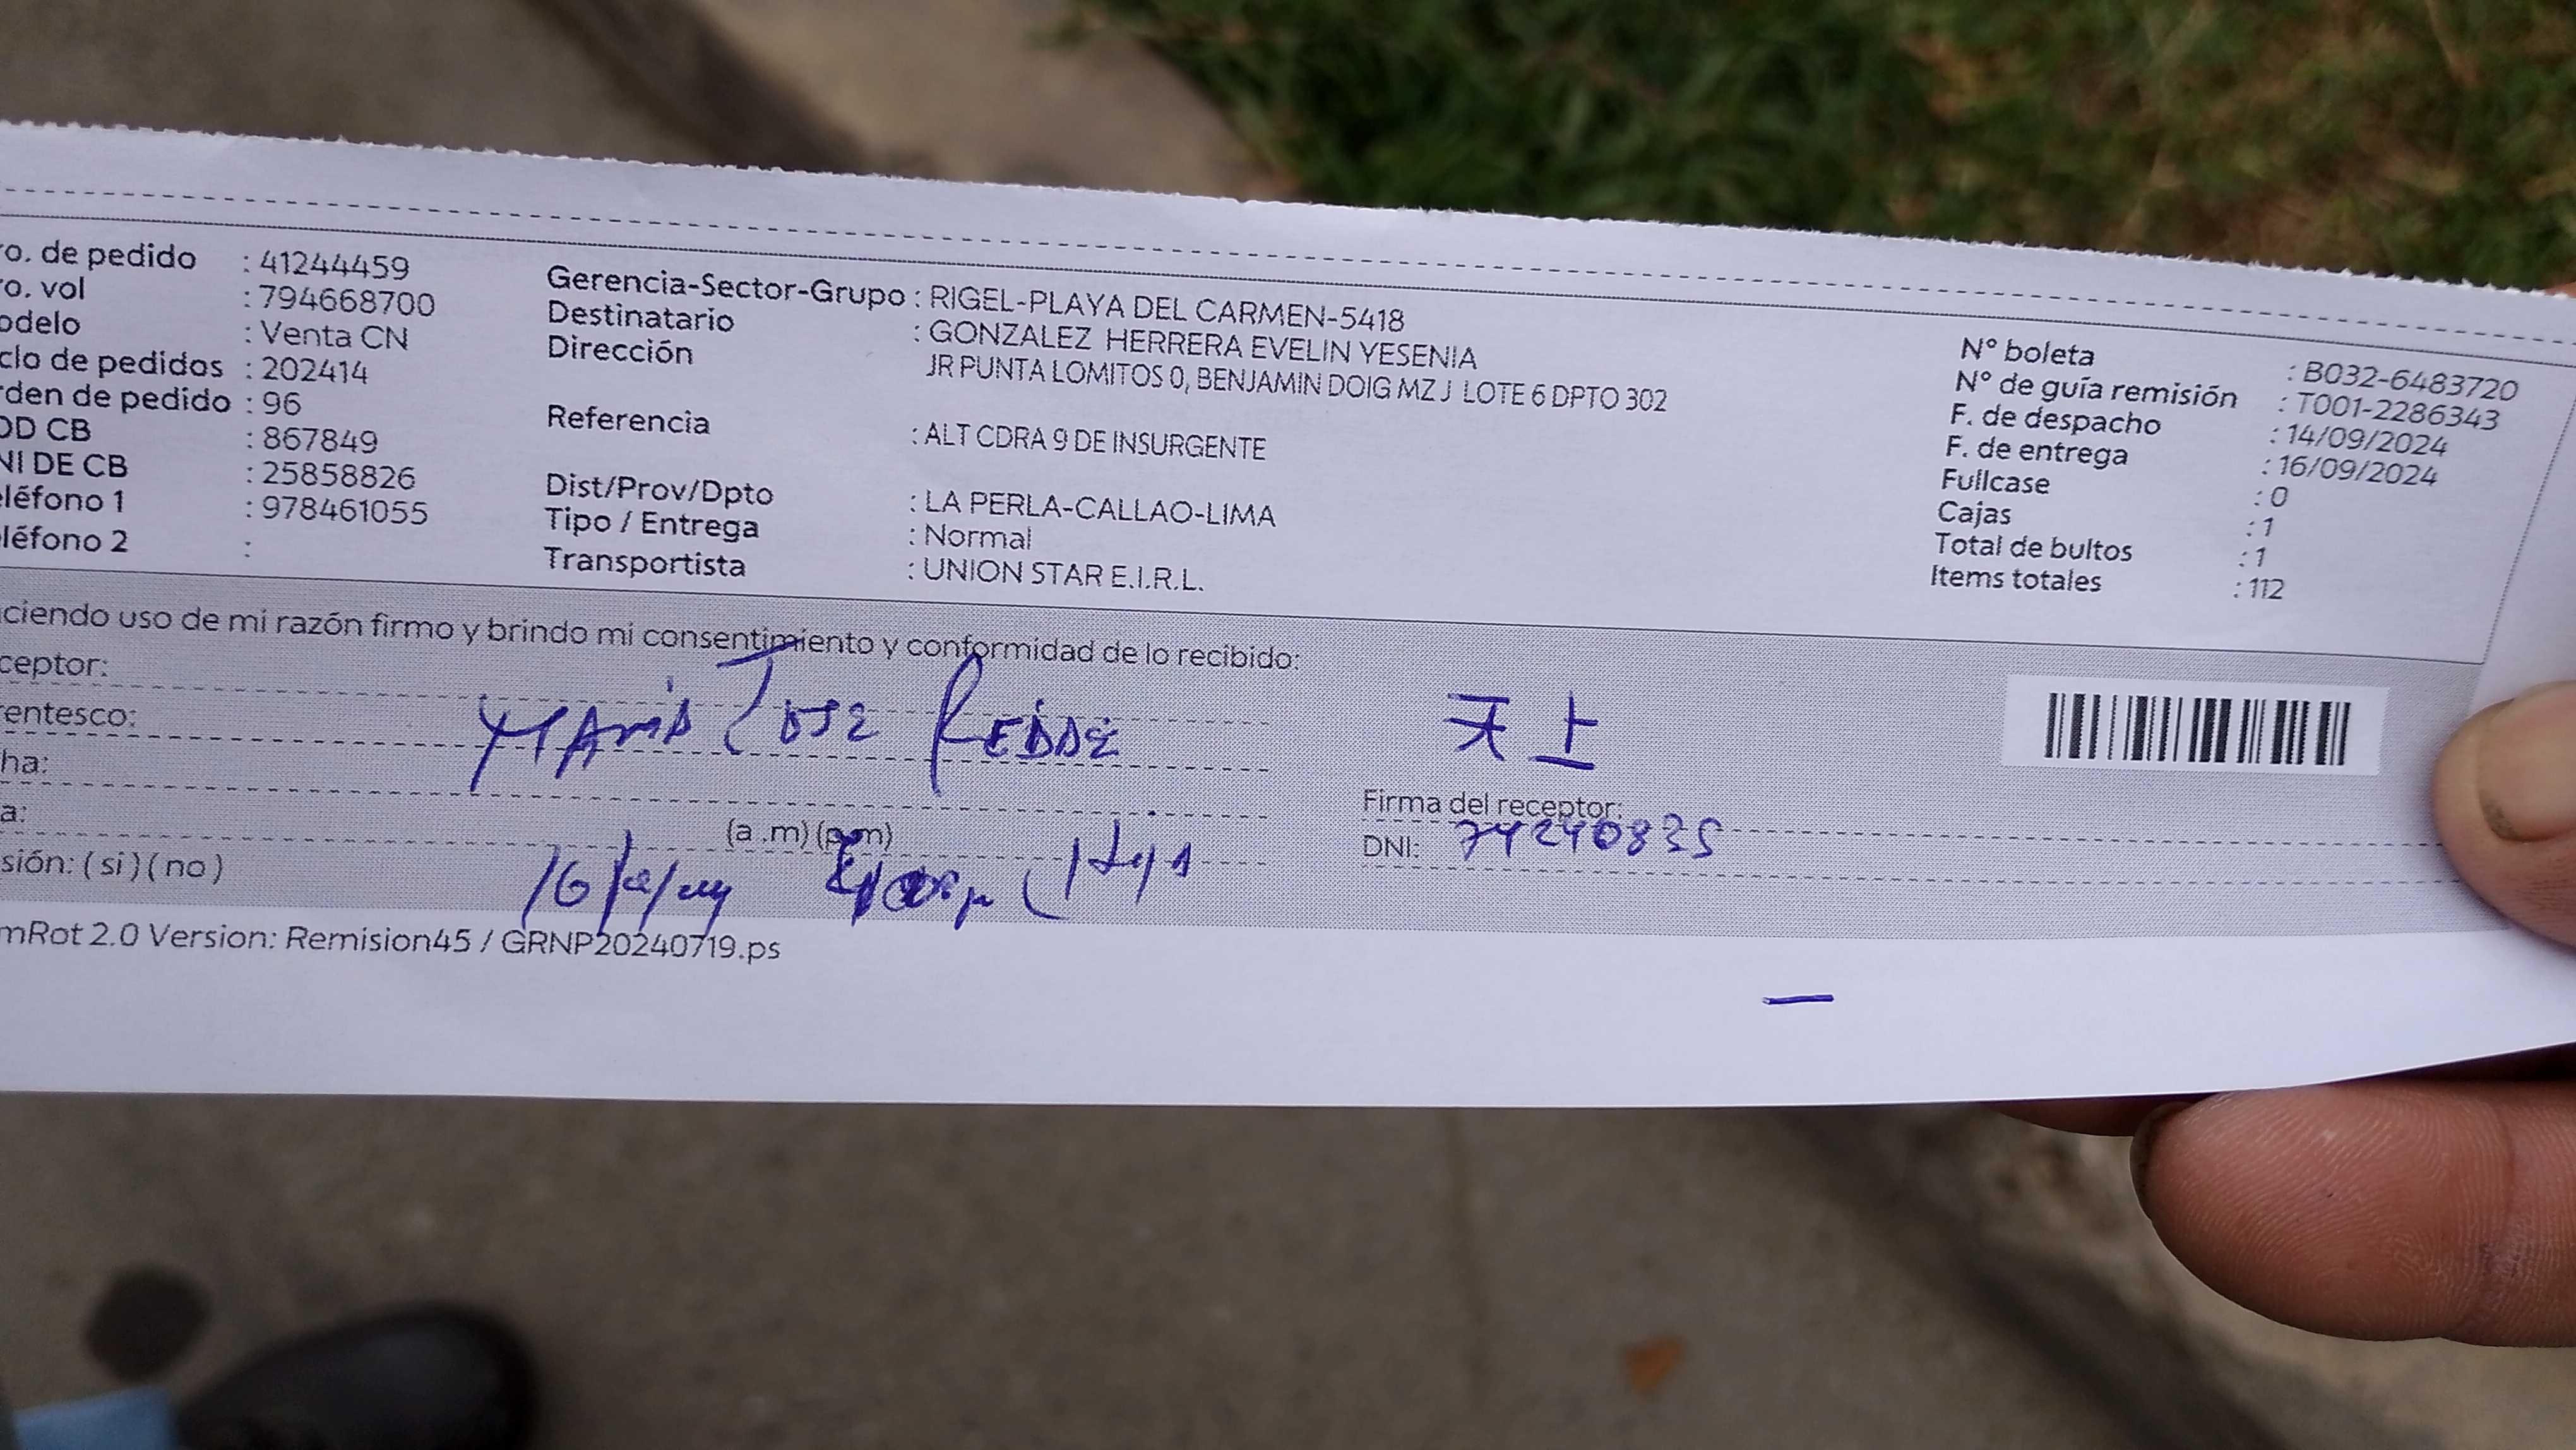 ro. de pedido : 41244459
ro. vol : 794668700
odelo : Venta CN
clo de pedidos : 202414
rden de pedido : 96
OD CB : 867849
NI DE CB : 25858826
eléfono 1 : 978461055
léfono 2 :
Gerencia-Sector-Grupo : RIGEL-PLAYA DEL CARMEN-5418
Destinatario : GONZALEZ HERRERA EVELIN YESENIA
Dirección JR PUNTA LOMITOS 0, BENJAMIN DOIG MZ J LOTE 6 DPTO 302
Referencia : ALT CDRA 9 DE INSURGENTE
Dist/Prov/Dpto : LA PERLA-CALLAO-LIMA
Tipo / Entrega : Normal
Transportista : UNION STAR E.I.R.L.
N° boleta : B032-6483720
N° de guía remisión : T001-2286343
F. de despacho : 14/09/2024
F. de entrega : 16/09/2024
Fullcase : 0
Cajas : 1
Total de bultos : 1
Items totales : 112
ciendo uso de mi razón firmo y brindo mi consentimiento y conformidad de lo recibido:
ceptor:
entesco: Jose
天上
ha:
Firma del receptor:
a: (a .m) (p.m)
DNI: 74240835
sión: ( si ) ( no )
mRot 2.0 Version: Remision45 / GRNP20240719.ps